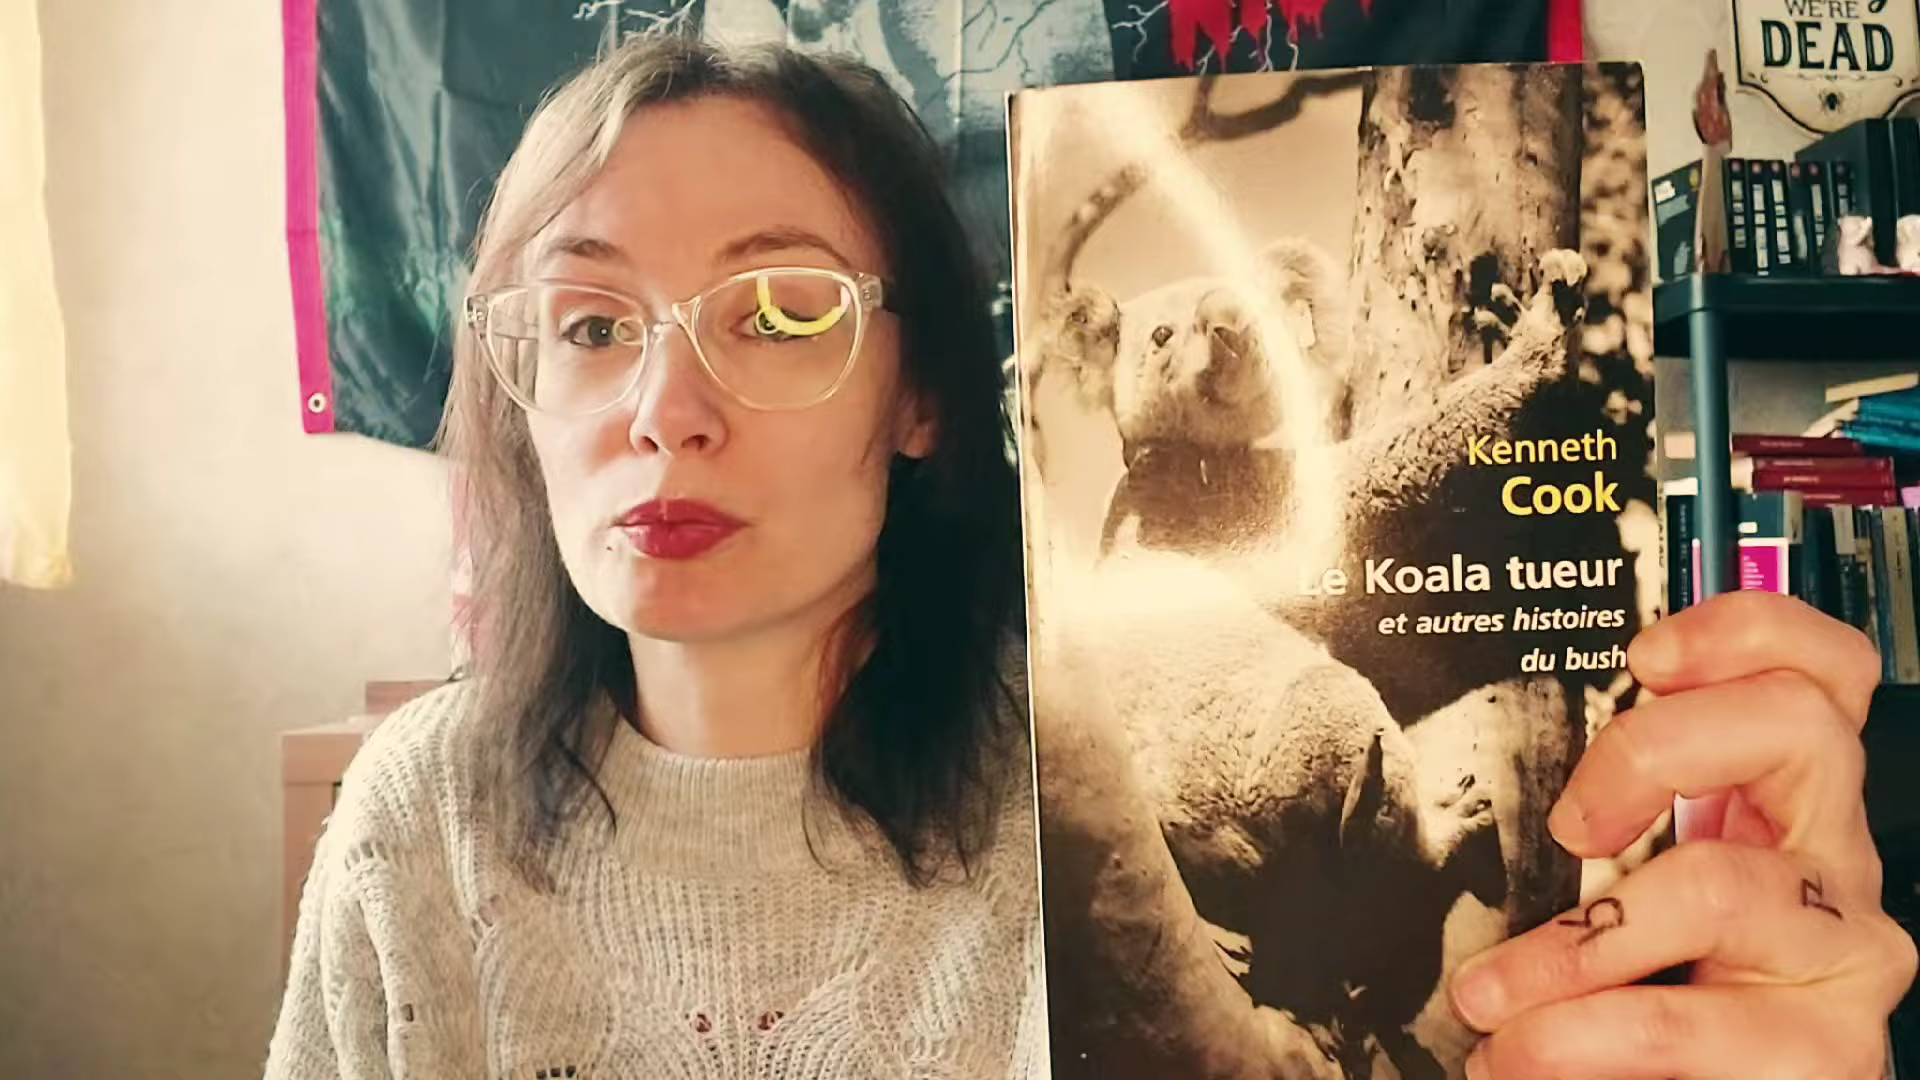 WE'RE
DEAD
Kenneth
Cook
Le Koala tueur
et autres histoires
du bush